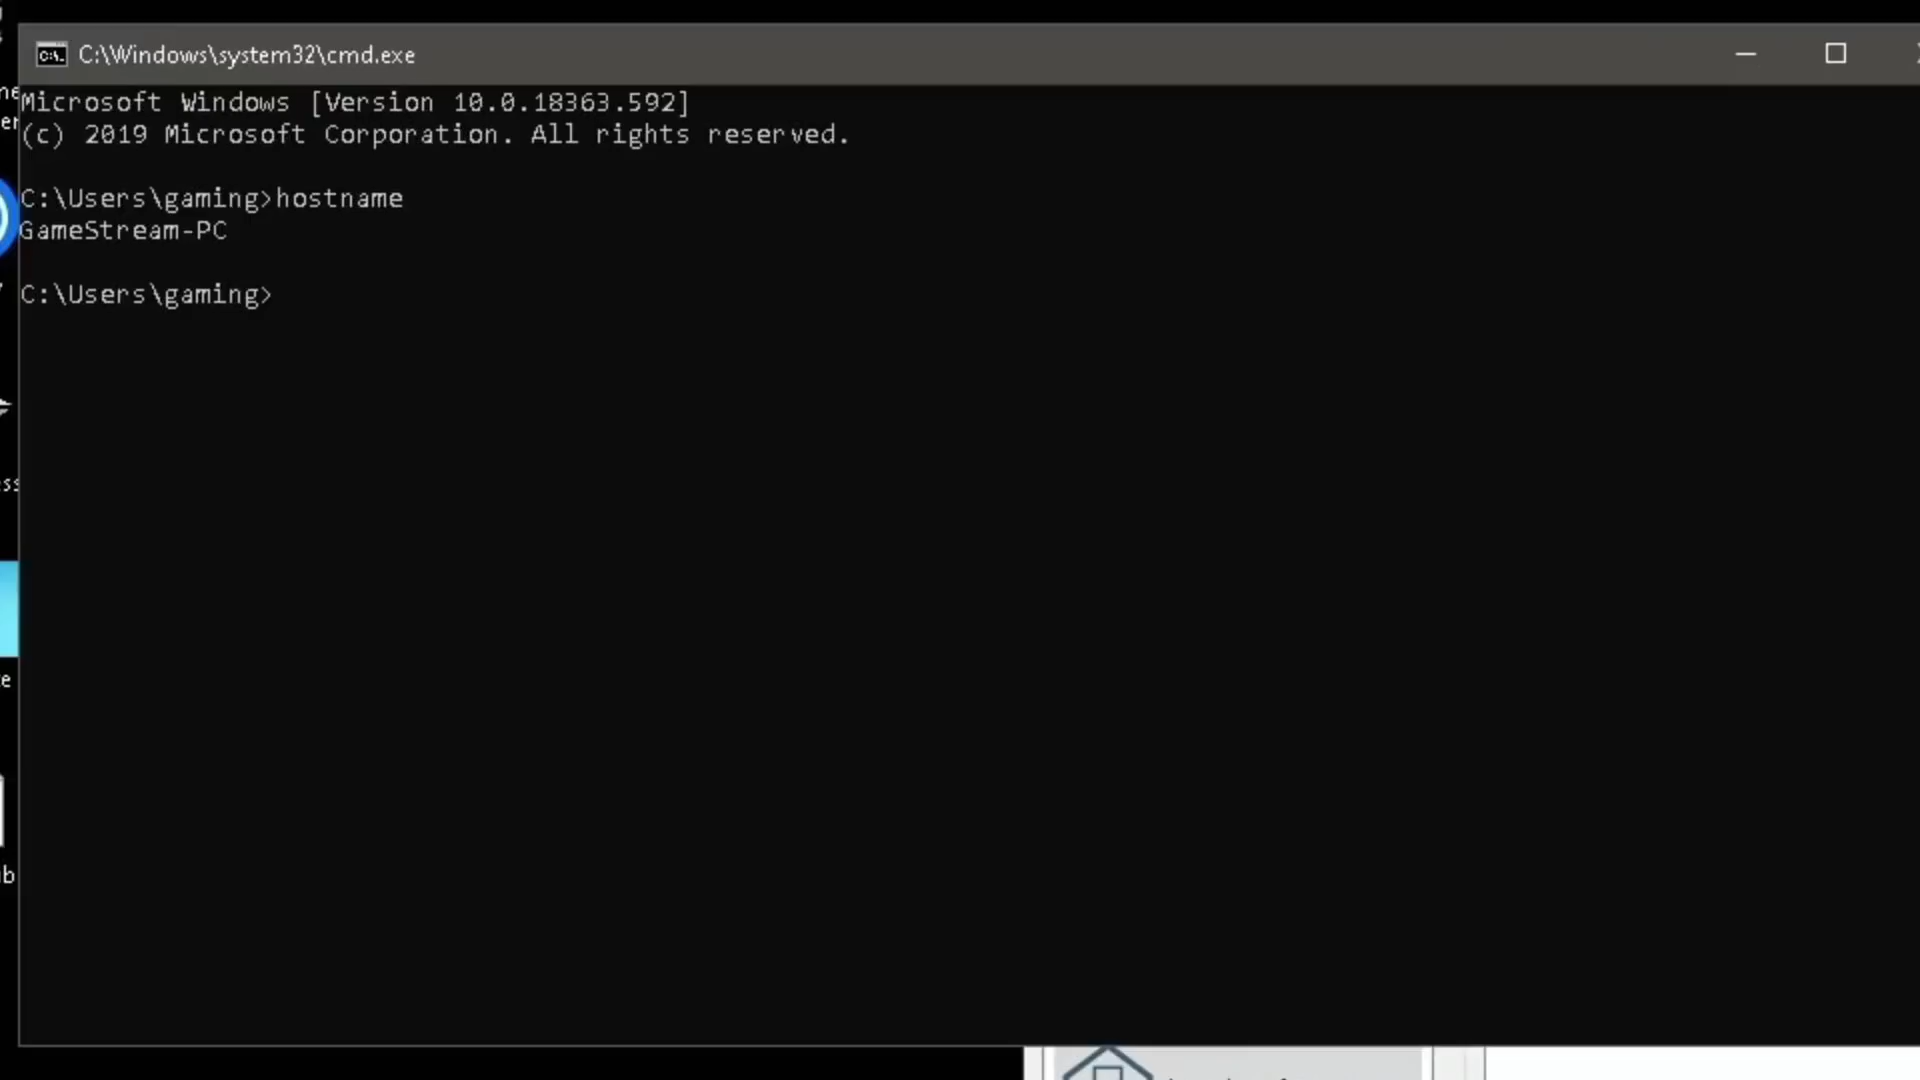 C:\Windows\system32\cmd.exe
Microsoft Windows [Version 10.0.18363.592]
(c) 2019 Microsoft Corporation. All rights reserved.
C:\Users\gaming>hostname
GameStream-PC
C:\Users\gaming>